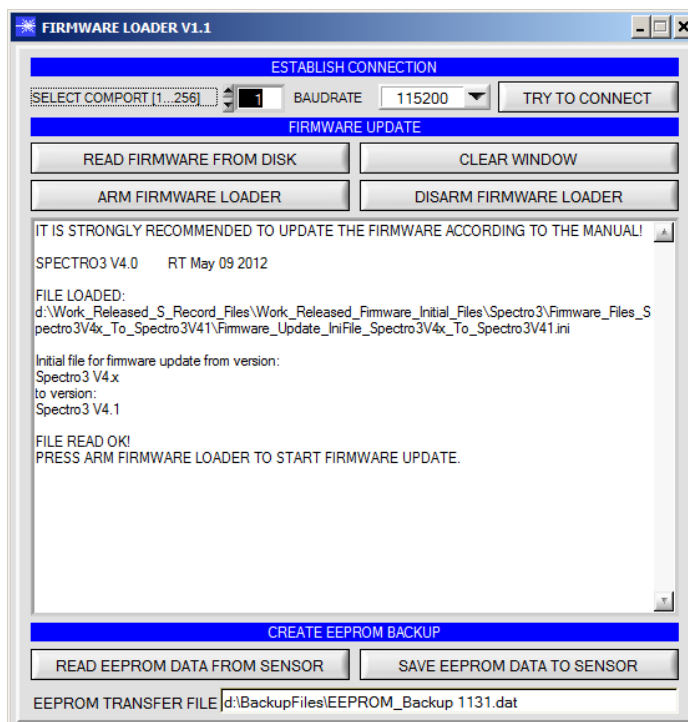 FIRMWARE LOADER V1.1
ESTABLISH CONNECTION
SELECT COMPORT [1...256] 1 BAUDRATE 115200 TRY TO CONNECT
FIRMWARE UPDATE
READ FIRMWARE FROM DISK CLEAR WINDOW
ARM FIRMWARE LOADER DISARM FIRMWARE LOADER
IT IS STRONGLY RECOMMENDED TO UPDATE THE FIRMWARE ACCORDING TO THE MANUAL!
SPECTRO3 V4.0 RT May 09 2012
FILE LOADED:
d:\Work_Released_S_Record_Files\Work_Released_Firmware_Initial_Files\Spectro3\Firmware_Files_S
pectro3V4x_To_Spectro3V41\Firmware_Update_IniFile_Spectro3V4x_To_Spectro3V41.ini
Initial file for firmware update from version:
Spectro3 V4.x
to version:
Spectro3 V4.1
FILE READ OK!
PRESS ARM FIRMWARE LOADER TO START FIRMWARE UPDATE.
CREATE EEPROM BACKUP
READ EEPROM DATA FROM SENSOR SAVE EEPROM DATA TO SENSOR
EEPROM TRANSFER FILE d:\BackupFiles\EEPROM_Backup 1131.dat